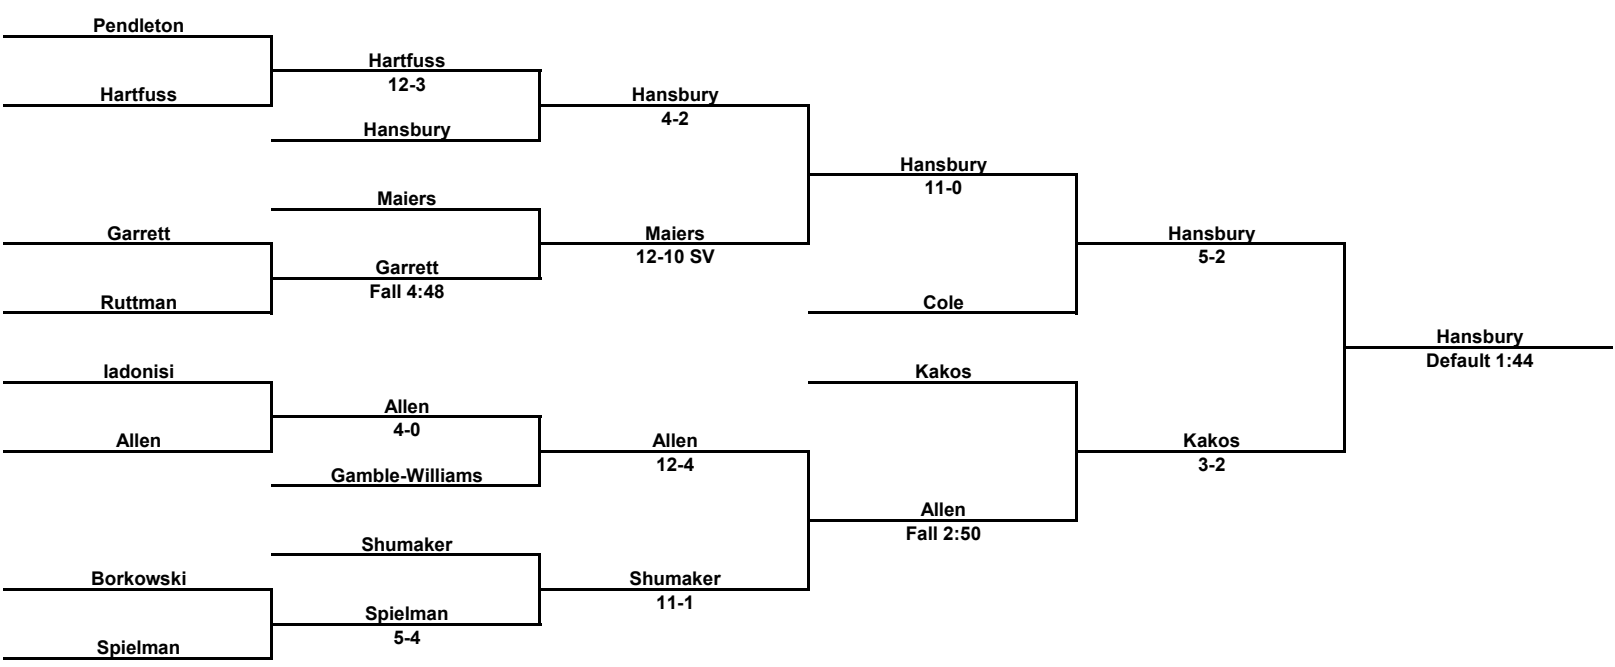 Pendleton
Hartfuss
12-3
Hartfuss
Hansbury
4-2
Hansbury
Hansbury
11-0
Maiers
Garrett
Maiers
12-10 SV
Hansbury
5-2
Garrett
Fall 4:48
Ruttman
Cole
Hansbury
Default 1:44
Iadonisi
Kakos
Allen
4-0
Allen
Allen
12-4
Kakos
3-2
Gamble-Williams
Allen
Fall 2:50
Shumaker
Borkowski
Shumaker
11-1
Spielman
5-4
Spielman